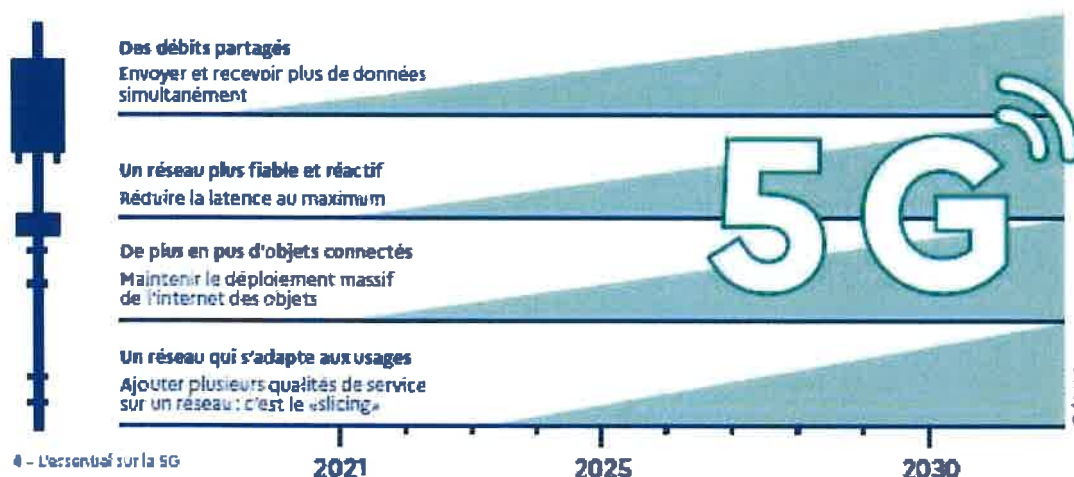 Des débits partagés
Envoyer et recevoir plus de données
simultanément
Un réseau plus fiable et réactif
Réduire la latence au maximum
De plus en pus d'objets connectés
Maintenir le déploiement massif
de l'internet des objets
Un réseau qui s'adapte aux usages
Ajouter plusieurs qualités de service
sur un réseau : c'est le «slicing»
5G
2021
2025
2030
4 – L'essentiel sur la 5G